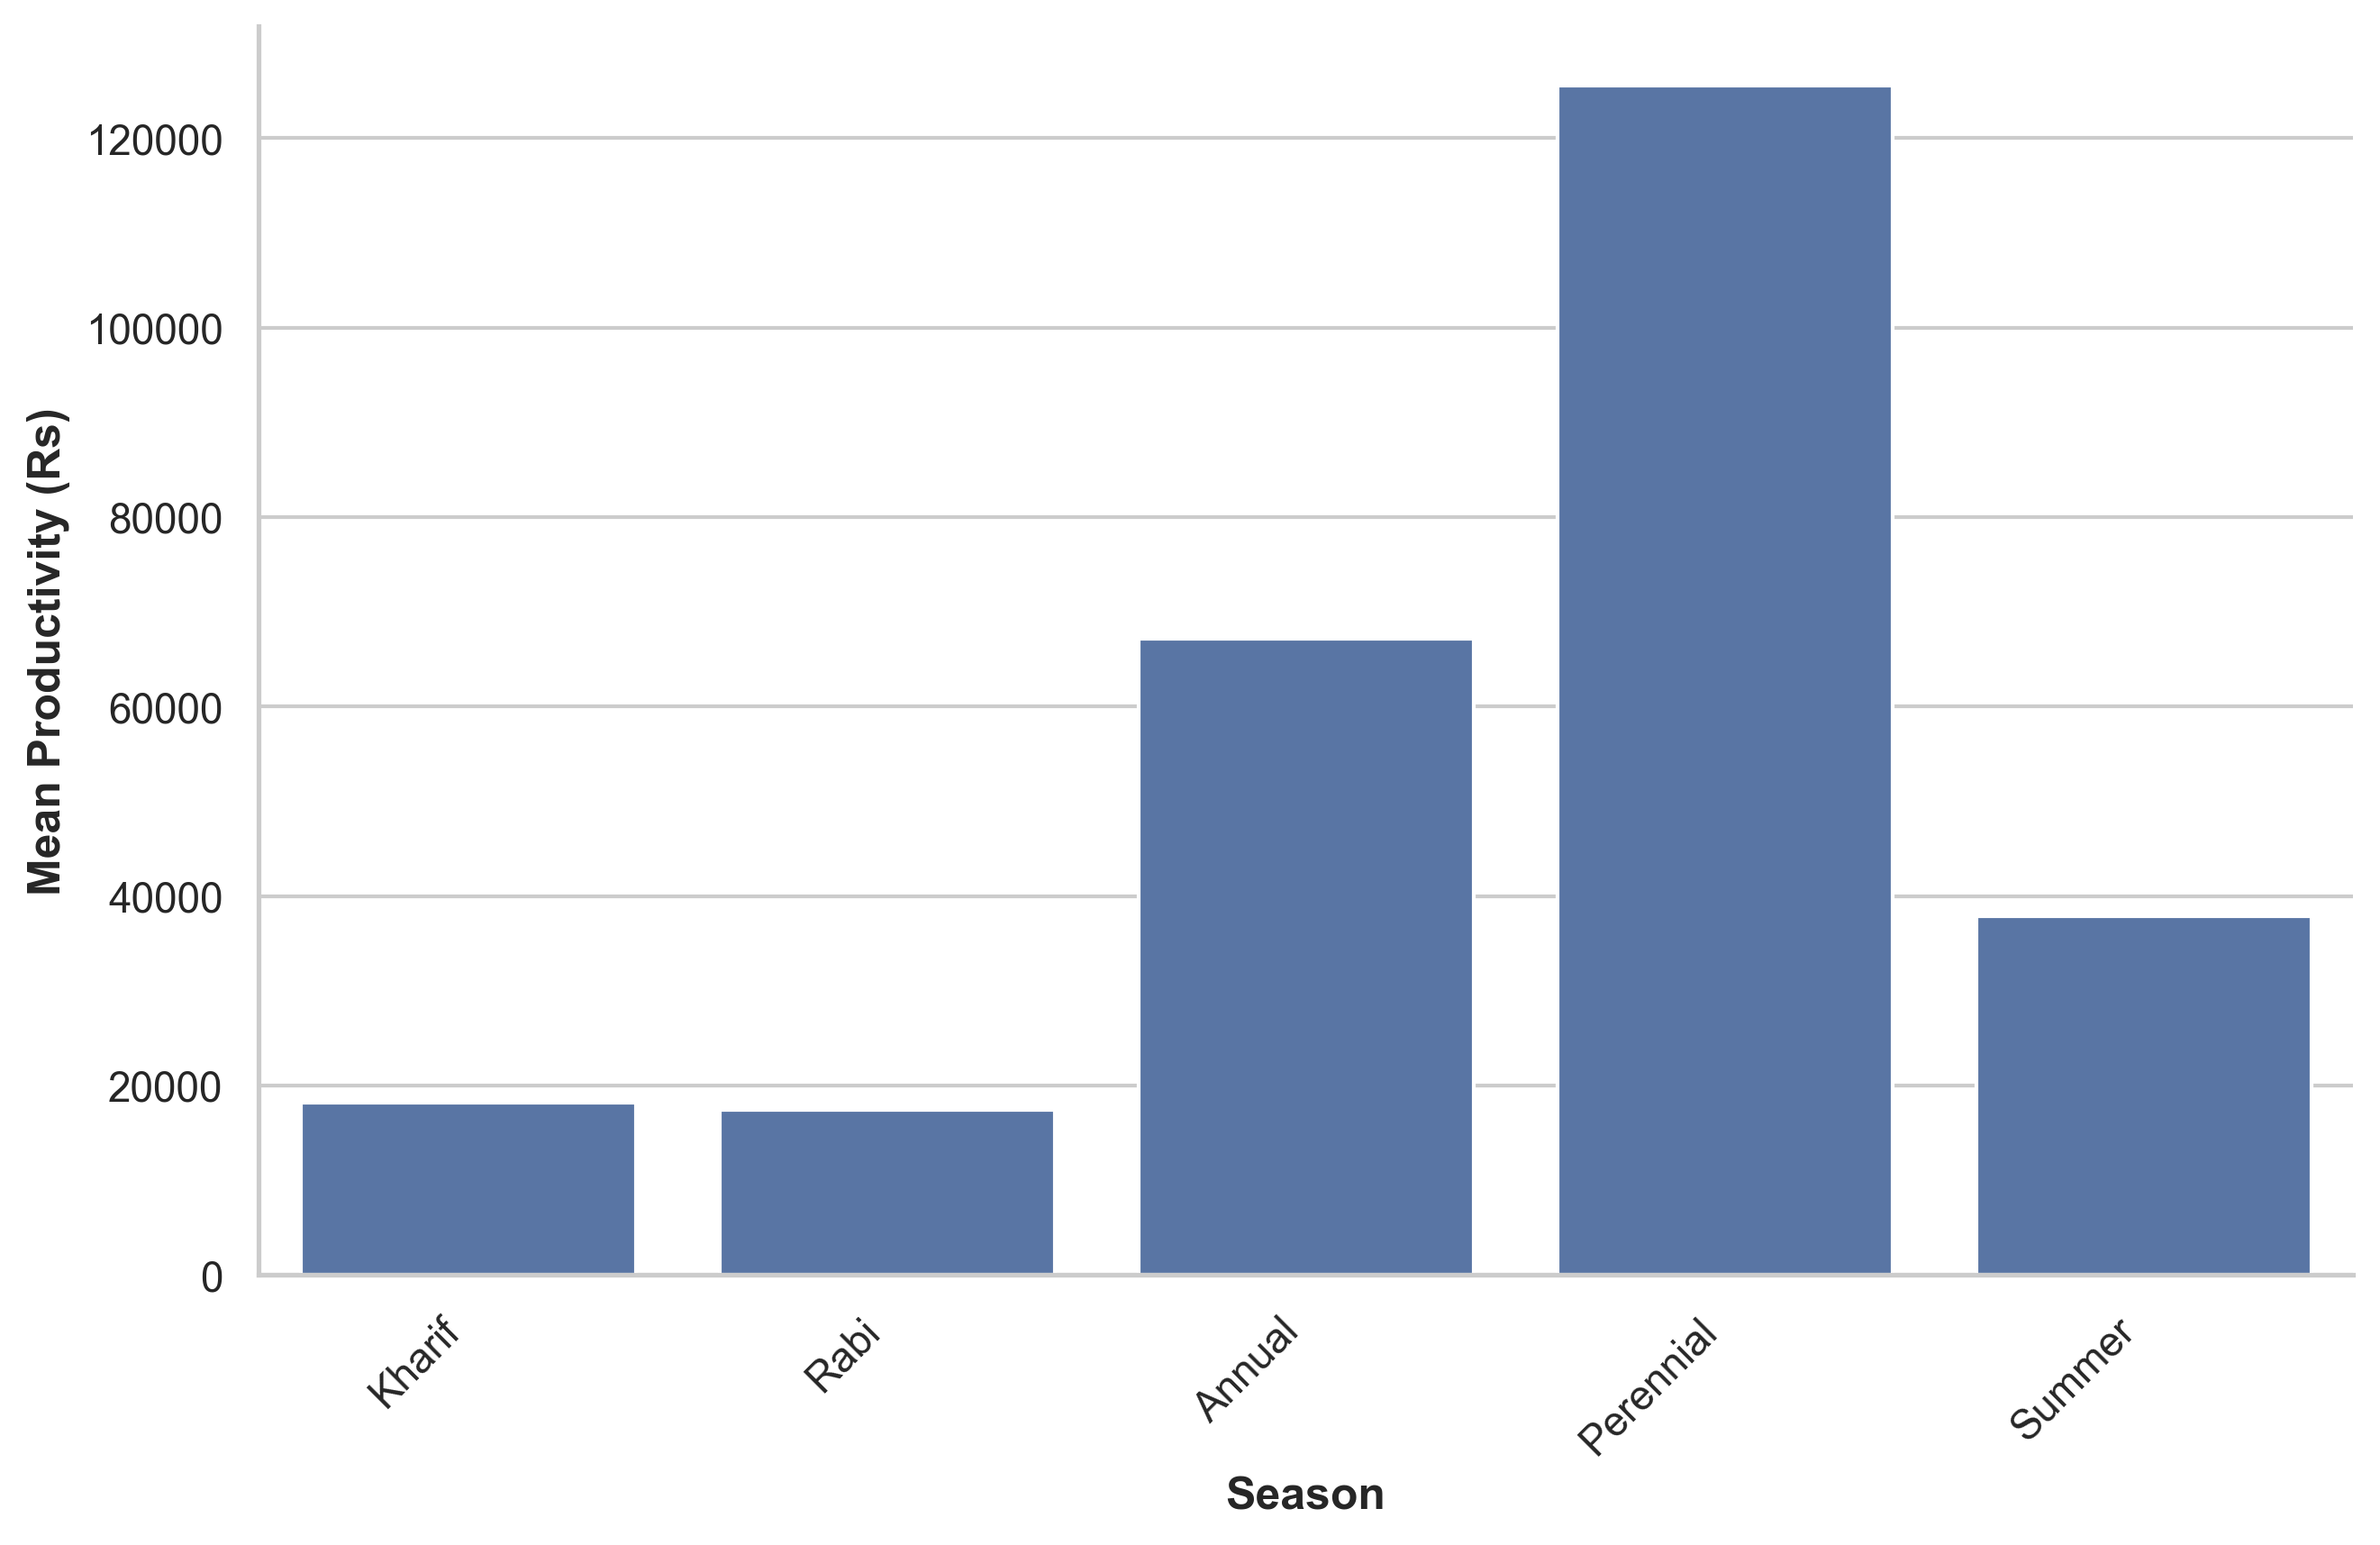 Mean Productivity (Rs)
120000
100000
80000
60000
40000
20000
0
Kharif
Rabi
Annual
Perennial
Summer
Season